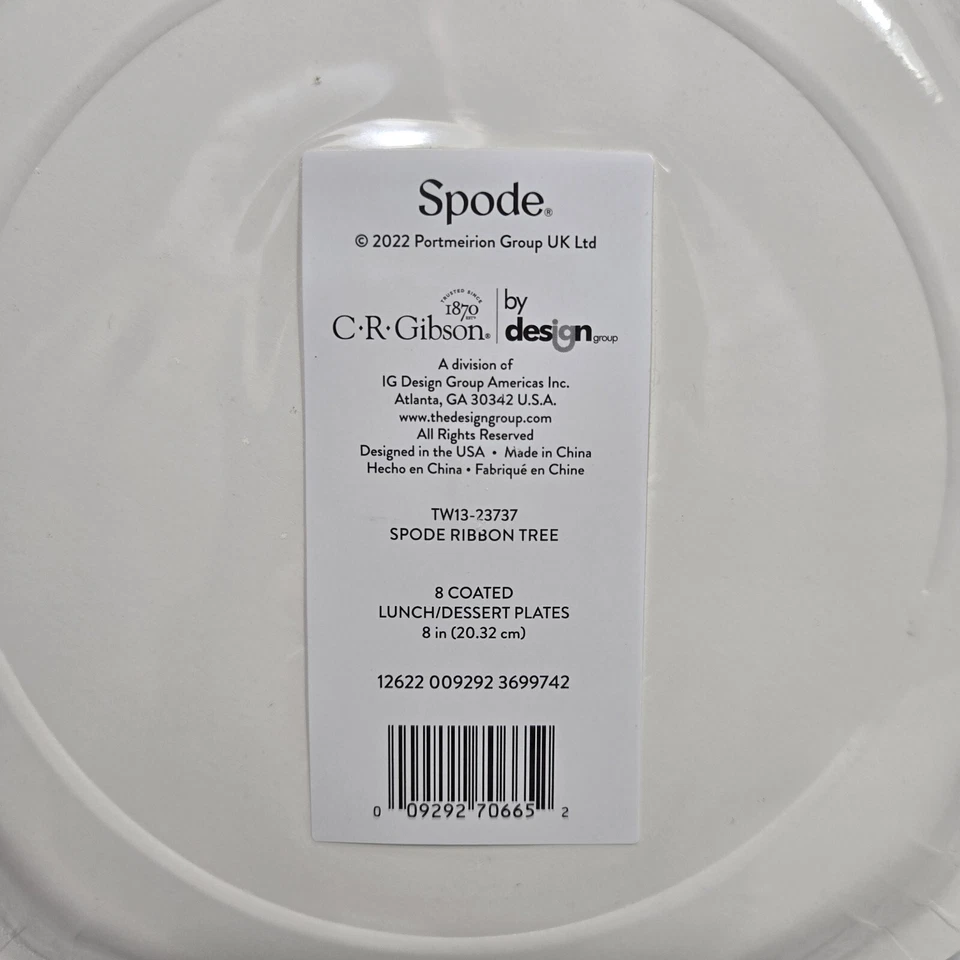 Spode®
© 2022 Portmeirion Group UK Ltd
TRUSTED SINCE
1870
EST'D
C·R·Gibson®
by
designgroup
A division of
IG Design Group Americas Inc.
Atlanta, GA 30342 U.S.A.
www.thedesigngroup.com
All Rights Reserved
Designed in the USA • Made in China
Hecho en China • Fabriqué en Chine
TW13-23737
SPODE RIBBON TREE
8 COATED
LUNCH/DESSERT PLATES
8 in (20.32 cm)
12622 009292 3699742
0 09292 70665 2